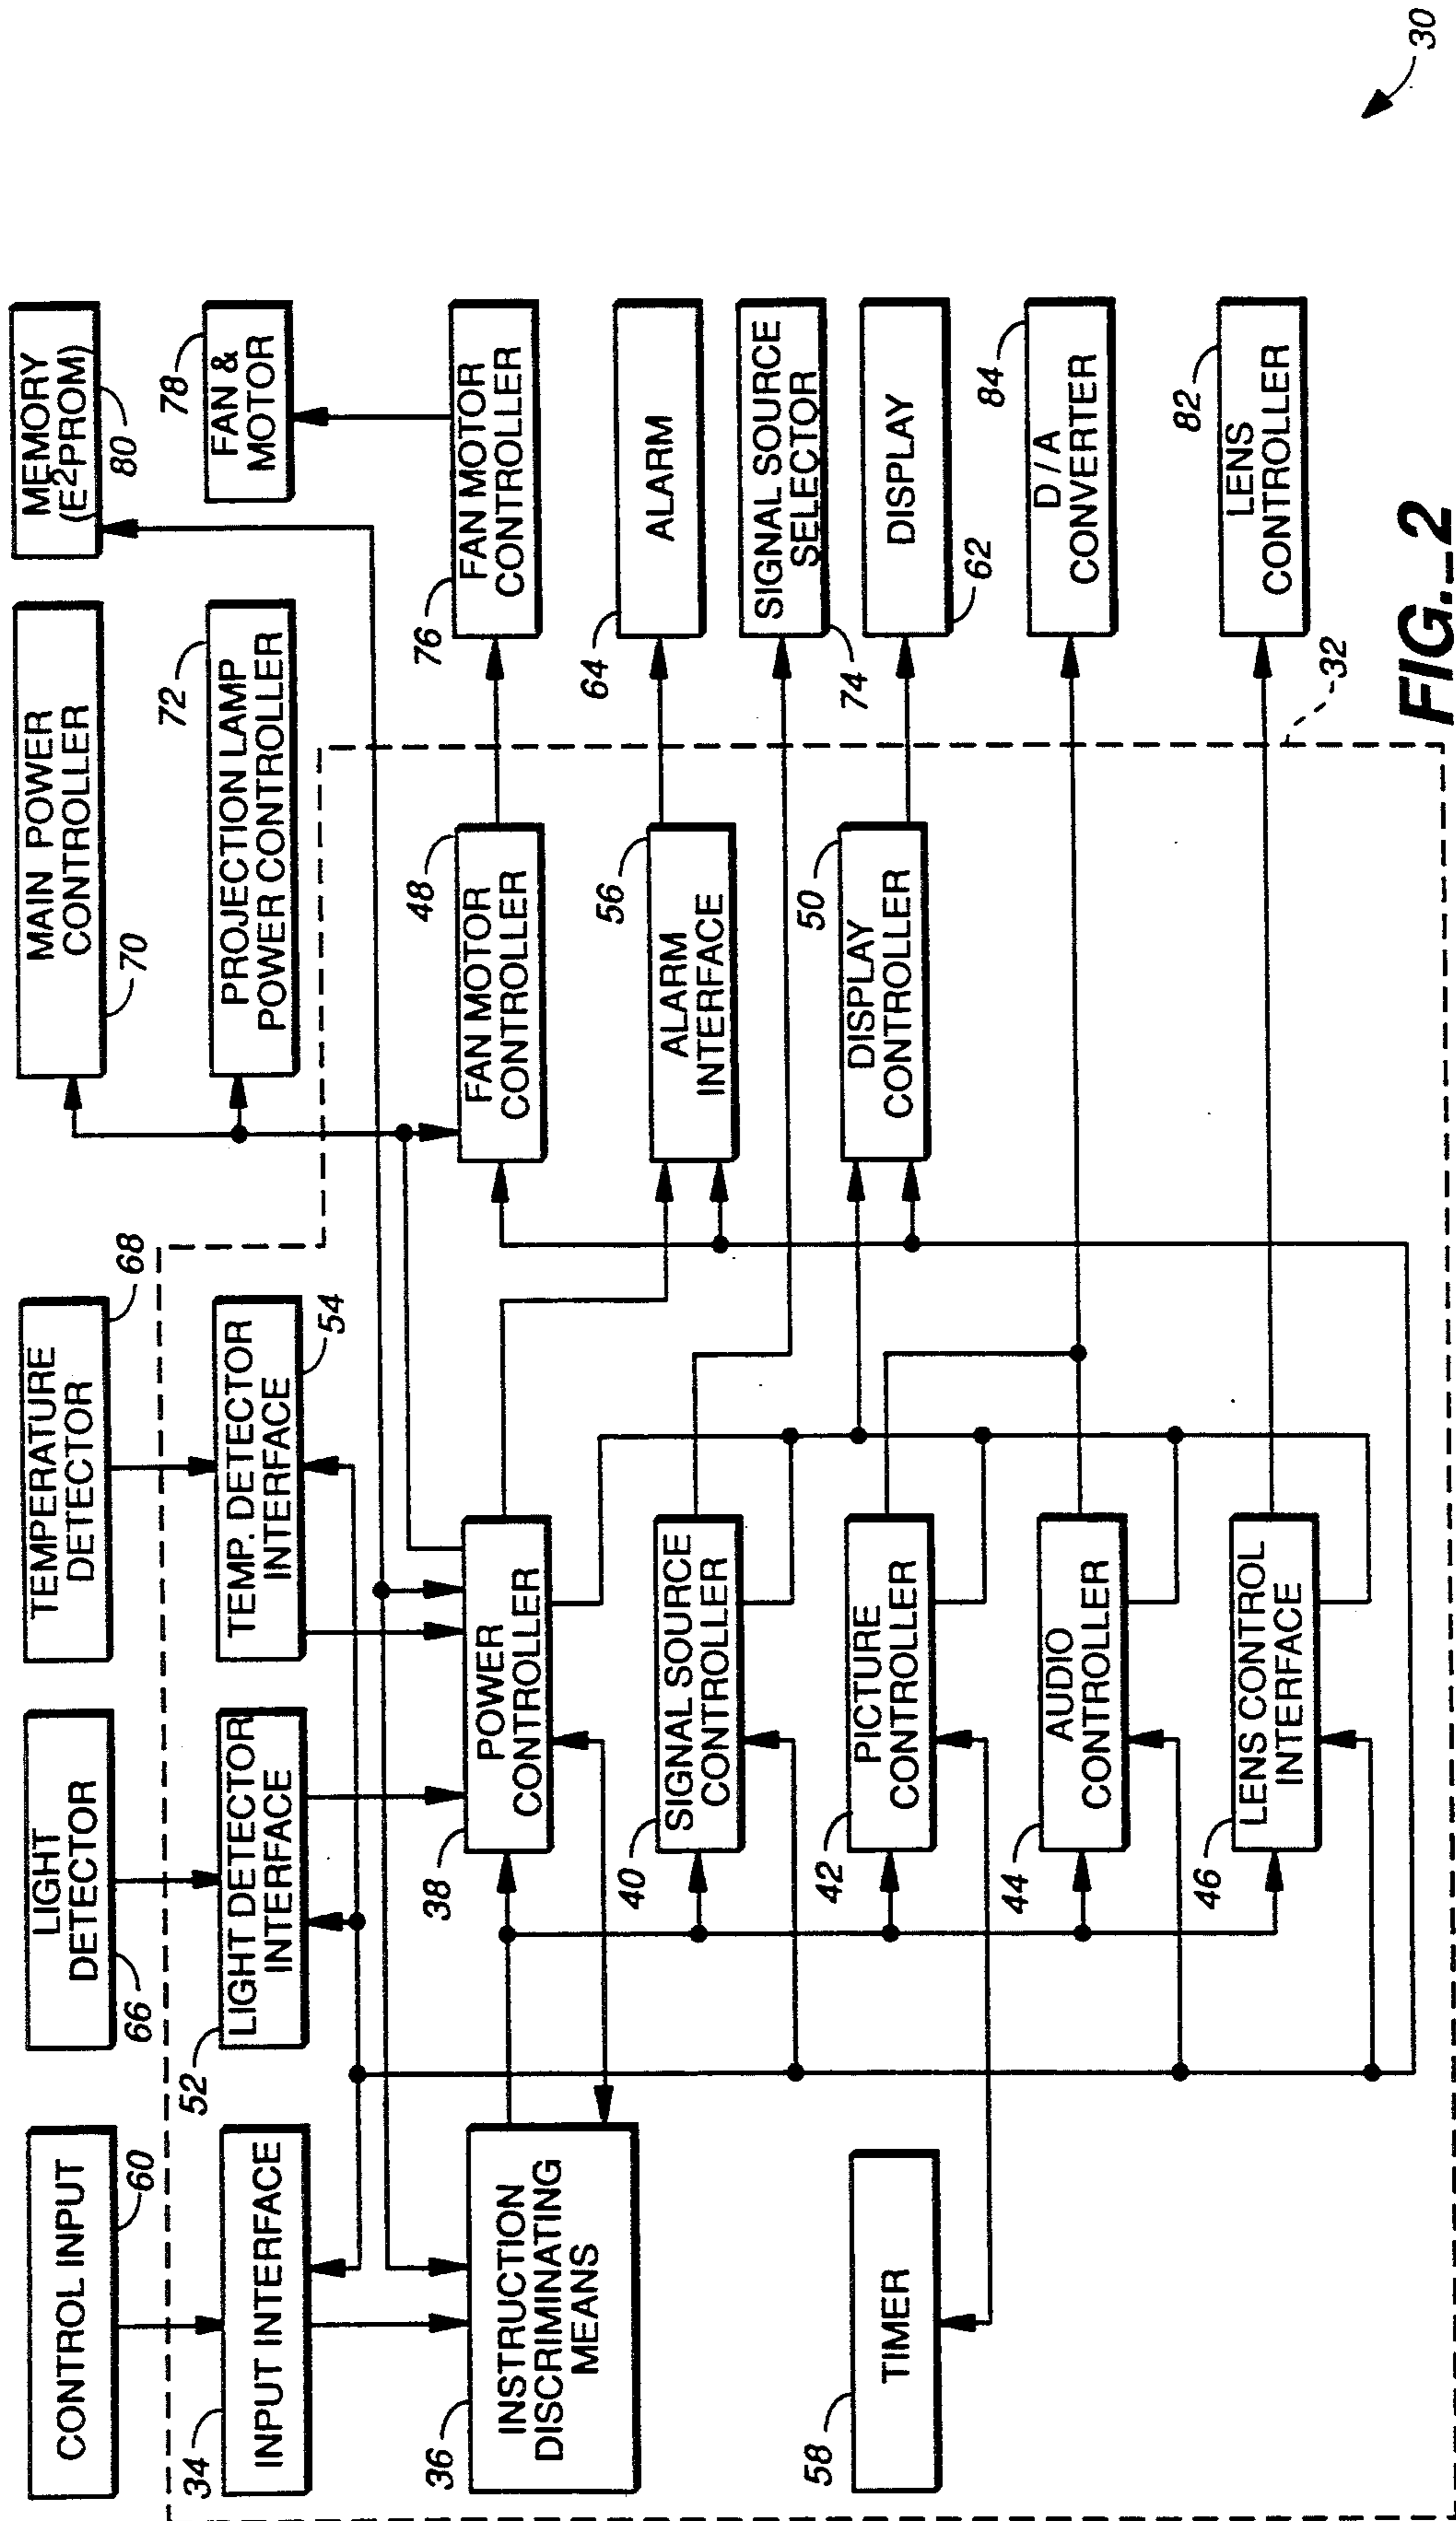 30
CONTROL INPUT
60
LIGHT
DETECTOR
66
TEMPERATURE
DETECTOR
68
MAIN POWER
CONTROLLER
70
MEMORY
(E2PROM)
80
INPUT INTERFACE
34
LIGHT DETECTOR
INTERFACE
52
TEMP. DETECTOR
INTERFACE
54
PROJECTION LAMP
POWER CONTROLLER
72
FAN &
MOTOR
78
INSTRUCTION
DISCRIMINATING
MEANS
36
POWER
CONTROLLER
38
FAN MOTOR
CONTROLLER
48
FAN MOTOR
CONTROLLER
76
SIGNAL SOURCE
CONTROLLER
40
ALARM
INTERFACE
56
ALARM
64
SIGNAL SOURCE
SELECTOR
74
TIMER
58
PICTURE
CONTROLLER
42
DISPLAY
CONTROLLER
50
DISPLAY
62
AUDIO
CONTROLLER
44
D / A
CONVERTER
84
LENS CONTROL
INTERFACE
46
LENS
CONTROLLER
82
32
FIG._2